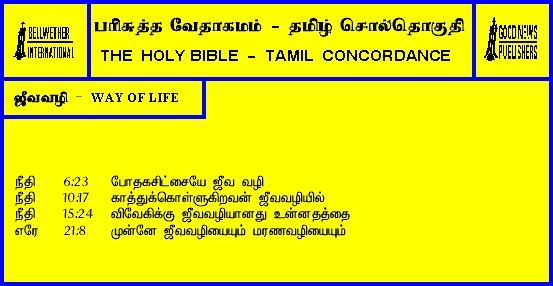 BELLWETHER
INTERNATIONAL
பரிசுத்த வேதாகமம் - தமிழ் சொல்தொகுதி
THE HOLY BIBLE - TAMIL CONCORDANCE
GOOD NEWS
PUBLISHERS
ஜீவவழி - WAY OF LIFE
நீதி 6:23 போதகசிட்சையே ஜீவ வழி
நீதி 10:17 காத்துக்கொள்ளுகிறவன் ஜீவவழியில்
நீதி 15:24 விவேகிக்கு ஜீவவழியானது உன்னதத்தை
எரே 21:8 முன்னே ஜீவவழியையும் மரணவழியையும்